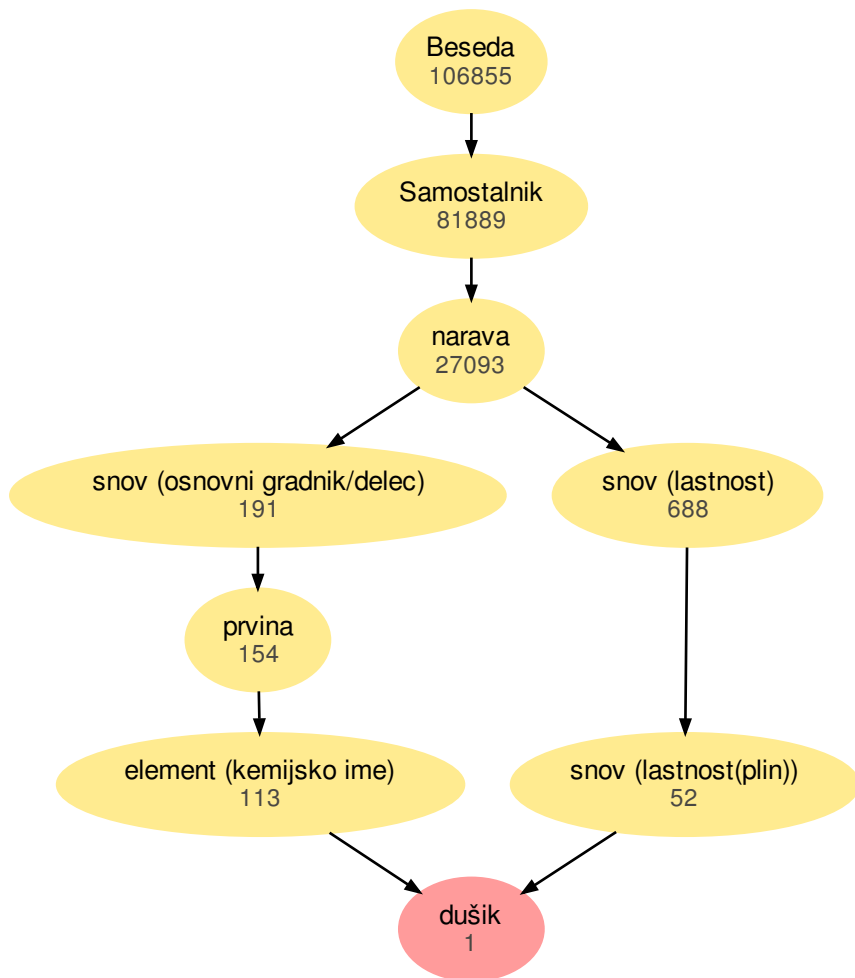 Beseda
106855
Samostalnik
81889
narava
27093
snov (osnovni gradnik/delec)
191
snov (lastnost)
688
prvina
154
element (kemijsko ime)
113
snov (lastnost(plin))
52
dušik
1